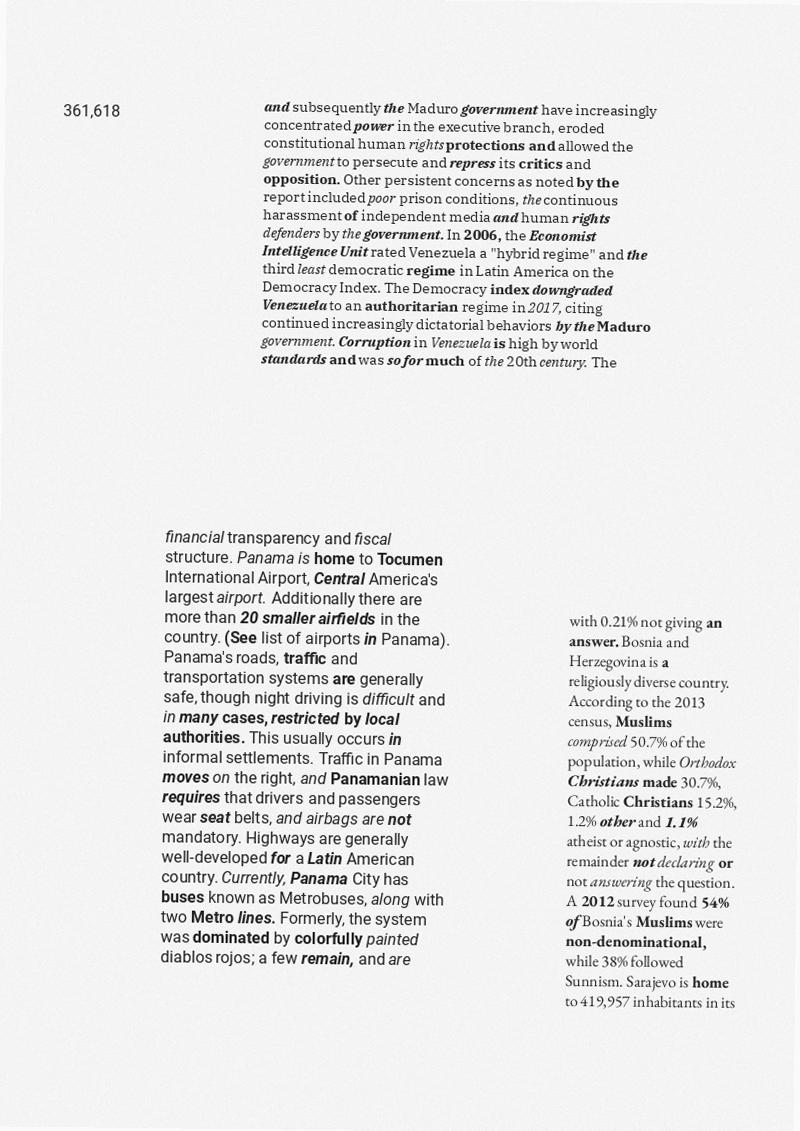 361,618
and subsequently the Maduro government have increasingly
concentrated power in the executive branch, eroded
constitutional human rights protections and allowed the
government to persecute and repress its critics and
opposition. Other persistent concerns as noted by the
report included poor prison conditions, the continuous
harassment of independent media and human rights
defenders by the government. In 2006, the Economist
Intelligence Unit rated Venezuela a "hybrid regime" and the
third least democratic regime in Latin America on the
Democracy Index. The Democracy index downgraded
Venezuela to an authoritarian regime in 2017, citing
continued increasingly dictatorial behaviors by the Maduro
government. Corruption in Venezuela is high by world
standards and was so for much of the 20th century. The
financial transparency and fiscal
structure. Panama is home to Tocumen
International Airport, Central America's
largest airport. Additionally there are
more than 20 smaller airfields in the
country. (See list of airports in Panama).
Panama's roads, traffic and
transportation systems are generally
safe, though night driving is difficult and
in many cases, restricted by local
authorities. This usually occurs in
informal settlements. Traffic in Panama
moves on the right, and Panamanian law
requires that drivers and passengers
wear seat belts, and airbags are not
mandatory. Highways are generally
well-developed for a Latin American
country. Currently, Panama City has
buses known as Metrobuses, along with
two Metro lines. Formerly, the system
was dominated by colorfully painted
diablos rojos; a few remain, and are
with 0.21% not giving an
answer. Bosnia and
Herzegovina is a
religiously diverse country.
According to the 2013
census, Muslims
comprised 50.7% of the
population, while Orthodox
Christians made 30.7%,
Catholic Christians 15.2%,
1.2% other and 1.1%
atheist or agnostic, with the
remainder not declaring or
not answering the question.
A 2012 survey found 54%
of Bosnia's Muslims were
non-denominational,
while 38% followed
Sunnism. Sarajevo is home
to 419,957 inhabitants in its